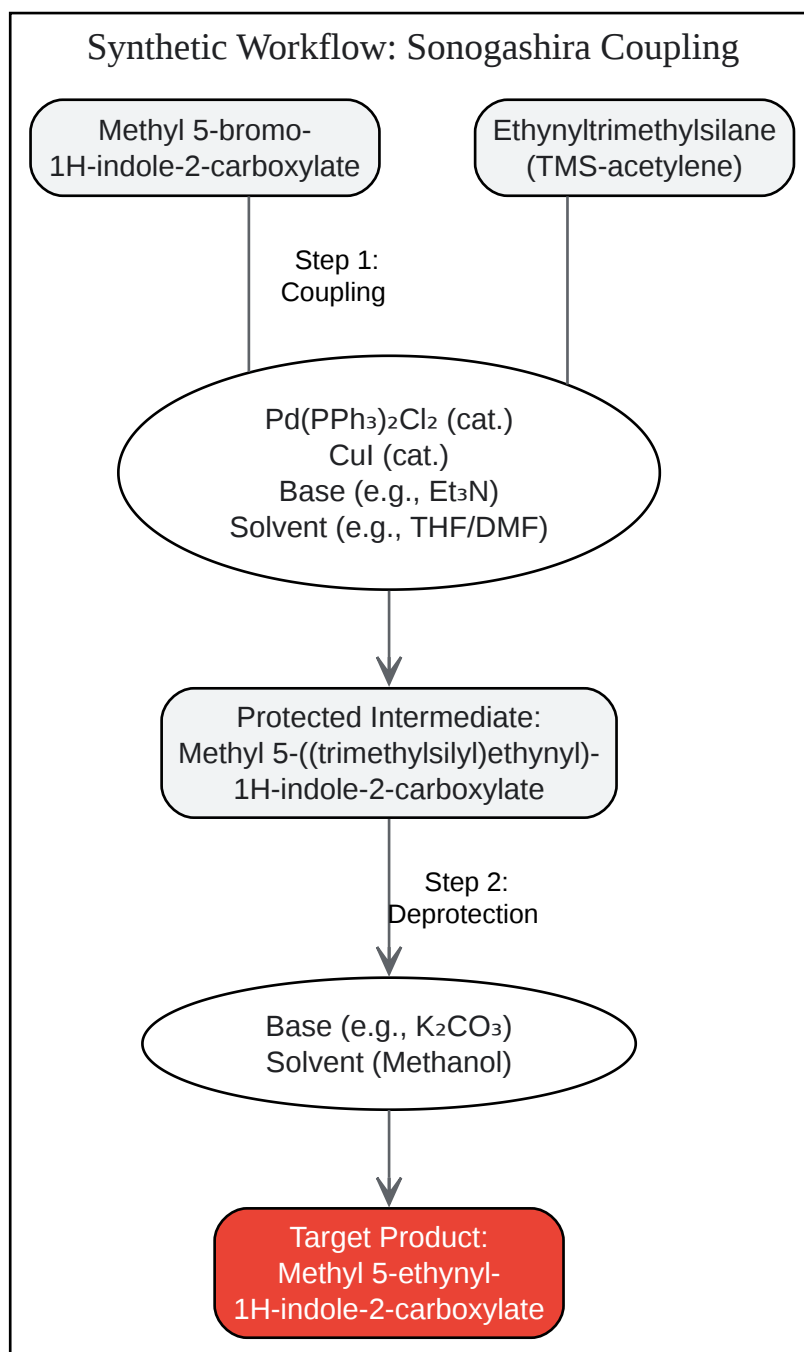 Synthetic Workflow: Sonogashira Coupling
Methyl 5-bromo-
1H-indole-2-carboxylate
Ethynyltrimethylsilane
(TMS-acetylene)
Step 1:
Coupling
Pd(PPh₃)₂Cl₂ (cat.)
CuI (cat.)
Base (e.g., Et₃N)
Solvent (e.g., THF/DMF)
Protected Intermediate:
Methyl 5-((trimethylsilyl)ethynyl)-
1H-indole-2-carboxylate
Step 2:
Deprotection
Base (e.g., K₂CO₃)
Solvent (Methanol)
Target Product:
Methyl 5-ethynyl-
1H-indole-2-carboxylate